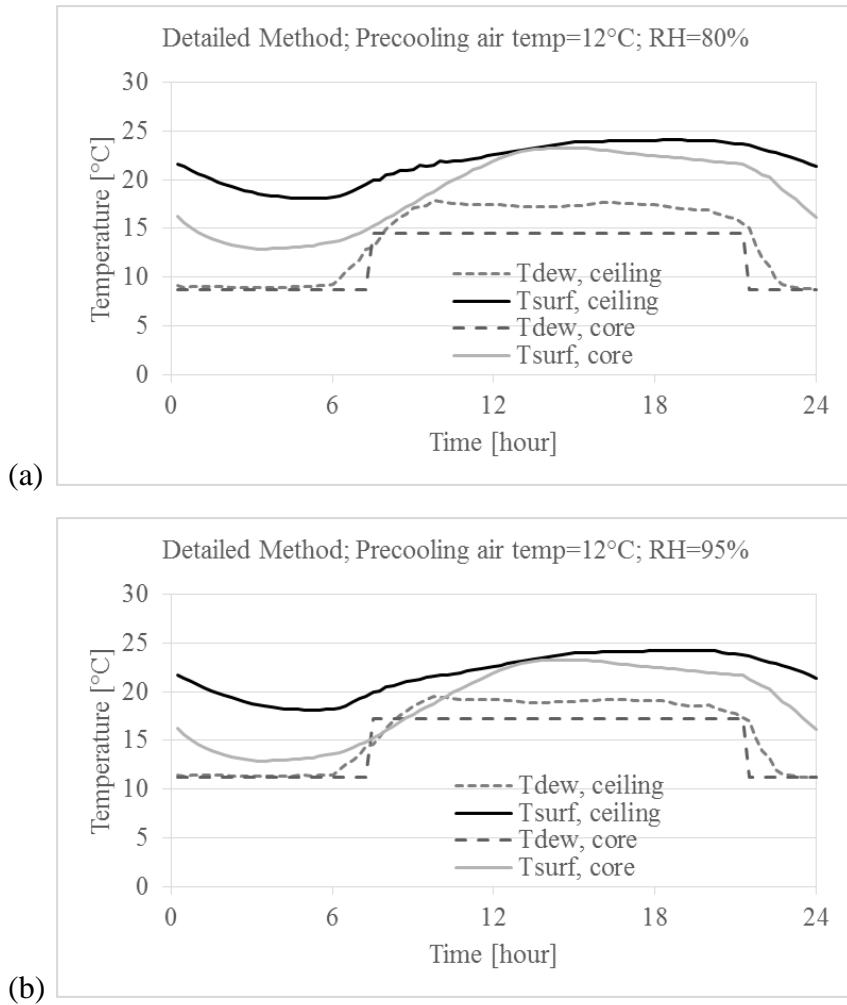 Detailed Method; Precooling air temp=12°C; RH=80%
30
25
20
15
10
5
0
Temperature [°C]
Tdew, ceiling
Tsurf, ceiling
Tdew, core
Tsurf, core
0 6 12 18 24
Time [hour]
(a)
Detailed Method; Precooling air temp=12°C; RH=95%
30
25
20
15
10
5
0
Temperature [°C]
Tdew, ceiling
Tsurf, ceiling
Tdew, core
Tsurf, core
0 6 12 18 24
Time [hour]
(b)